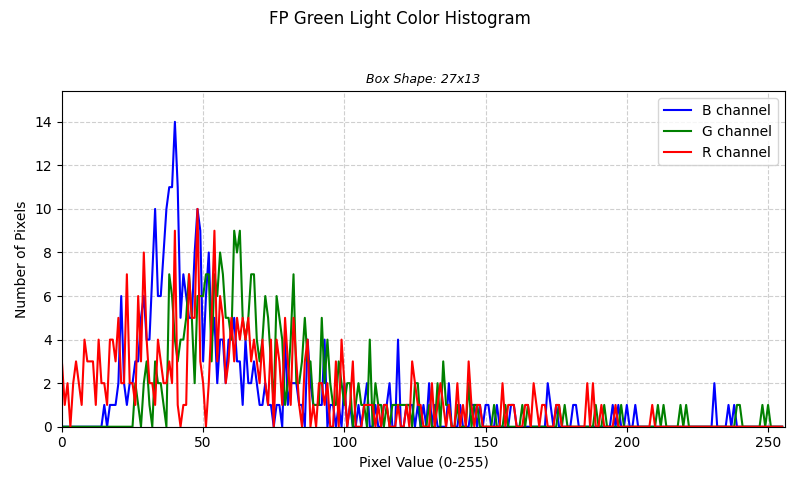 FP Green Light Color Histogram
Box Shape: 27x13
B channel
G channel
R channel
Number of Pixels
14
12
10
8
6
4
2
0
0 50 100 150 200 250
Pixel Value (0-255)